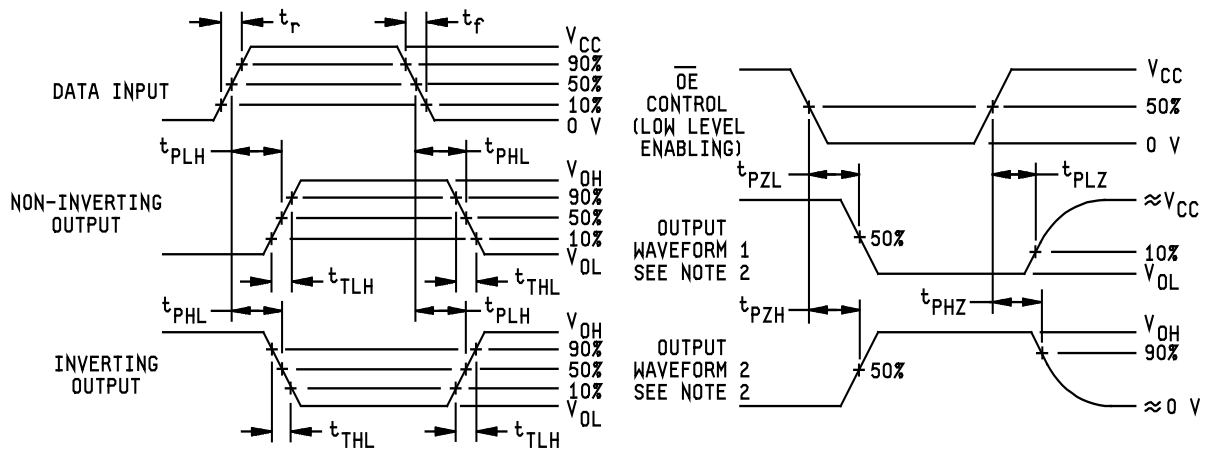 t_r
t_f
DATA INPUT
V_CC
90%
50%
10%
0 V
t_PLH
t_PHL
NON-INVERTING
OUTPUT
V_OH
90%
50%
10%
V_OL
t_TLH
t_THL
t_PHL
t_PLH
INVERTING
OUTPUT
V_OH
90%
50%
10%
V_OL
t_THL
t_TLH
O̅E̅
CONTROL
(LOW LEVEL
ENABLING)
V_CC
50%
0 V
t_PZL
t_PLZ
OUTPUT
WAVEFORM 1
SEE NOTE 2
50%
≈V_CC
10%
V_OL
t_PZH
t_PHZ
OUTPUT
WAVEFORM 2
SEE NOTE 2
50%
V_OH
90%
≈0 V